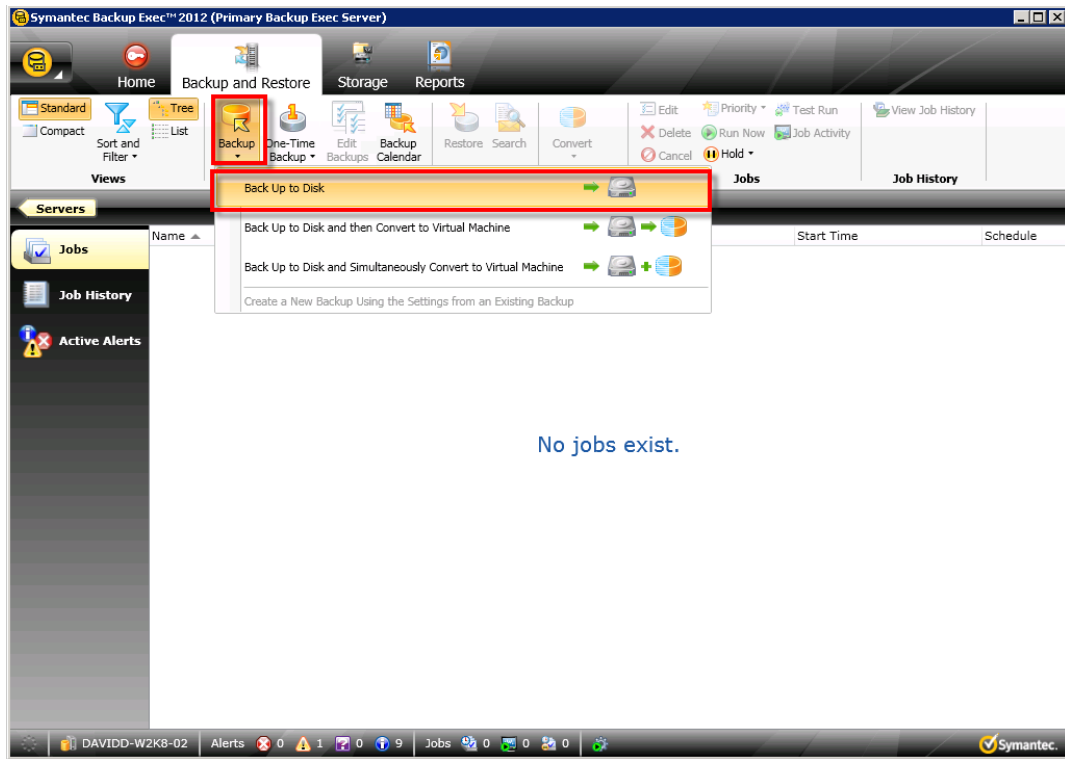 Symantec Backup Exec™ 2012 (Primary Backup Exec Server)
Home
Backup and Restore
Storage
Reports
Standard
Compact
Sort and
Filter
Tree
List
Views
Backup
One-Time
Backup
Edit
Backups
Backup
Calendar
Restore
Search
Convert
Edit
Delete
Cancel
Priority
Run Now
Hold
Test Run
Job Activity
Jobs
View Job History
Job History
Back Up to Disk
Back Up to Disk and then Convert to Virtual Machine
Back Up to Disk and Simultaneously Convert to Virtual Machine
Create a New Backup Using the Settings from an Existing Backup
Servers
Jobs
Job History
Active Alerts
Name
Start Time
Schedule
No jobs exist.
DAVIDD-W2K8-02
Alerts 0 1 0 9
Jobs 0 0 0
Symantec.